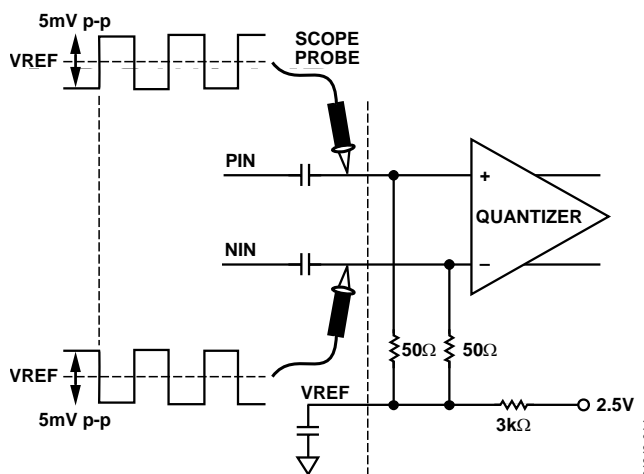 5mV p-p
VREF
SCOPE
PROBE
PIN
+
QUANTIZER
NIN
−
50Ω
50Ω
VREF
VREF
2.5V
3kΩ
5mV p-p